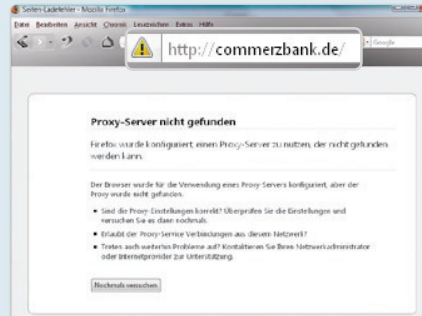 Seiten-Ladefehler - Mozilla Firefox
Datei Bearbeiten Ansicht Chronik Lesezeichen Extras Hilfe
http://commerzbank.de/
Google
Proxy-Server nicht gefunden
Firefox wurde konfiguriert, einen Proxy-Server zu nutzen, der nicht gefunden
werden kann.
Der Browser wurde für die Verwendung eines Proxy-Servers konfiguriert, aber der
Proxy wurde nicht gefunden.
Sind die Proxy-Einstellungen korrekt? Überprüfen Sie die Einstellungen und
versuchen Sie es dann nochmals.
Erlaubt der Proxy-Service Verbindungen aus diesem Netzwerk?
Treten auch weiterhin Probleme auf? Kontaktieren Sie Ihren Netzwerkadministrator
oder Internetprovider zur Unterstützung.
Nochmals versuchen